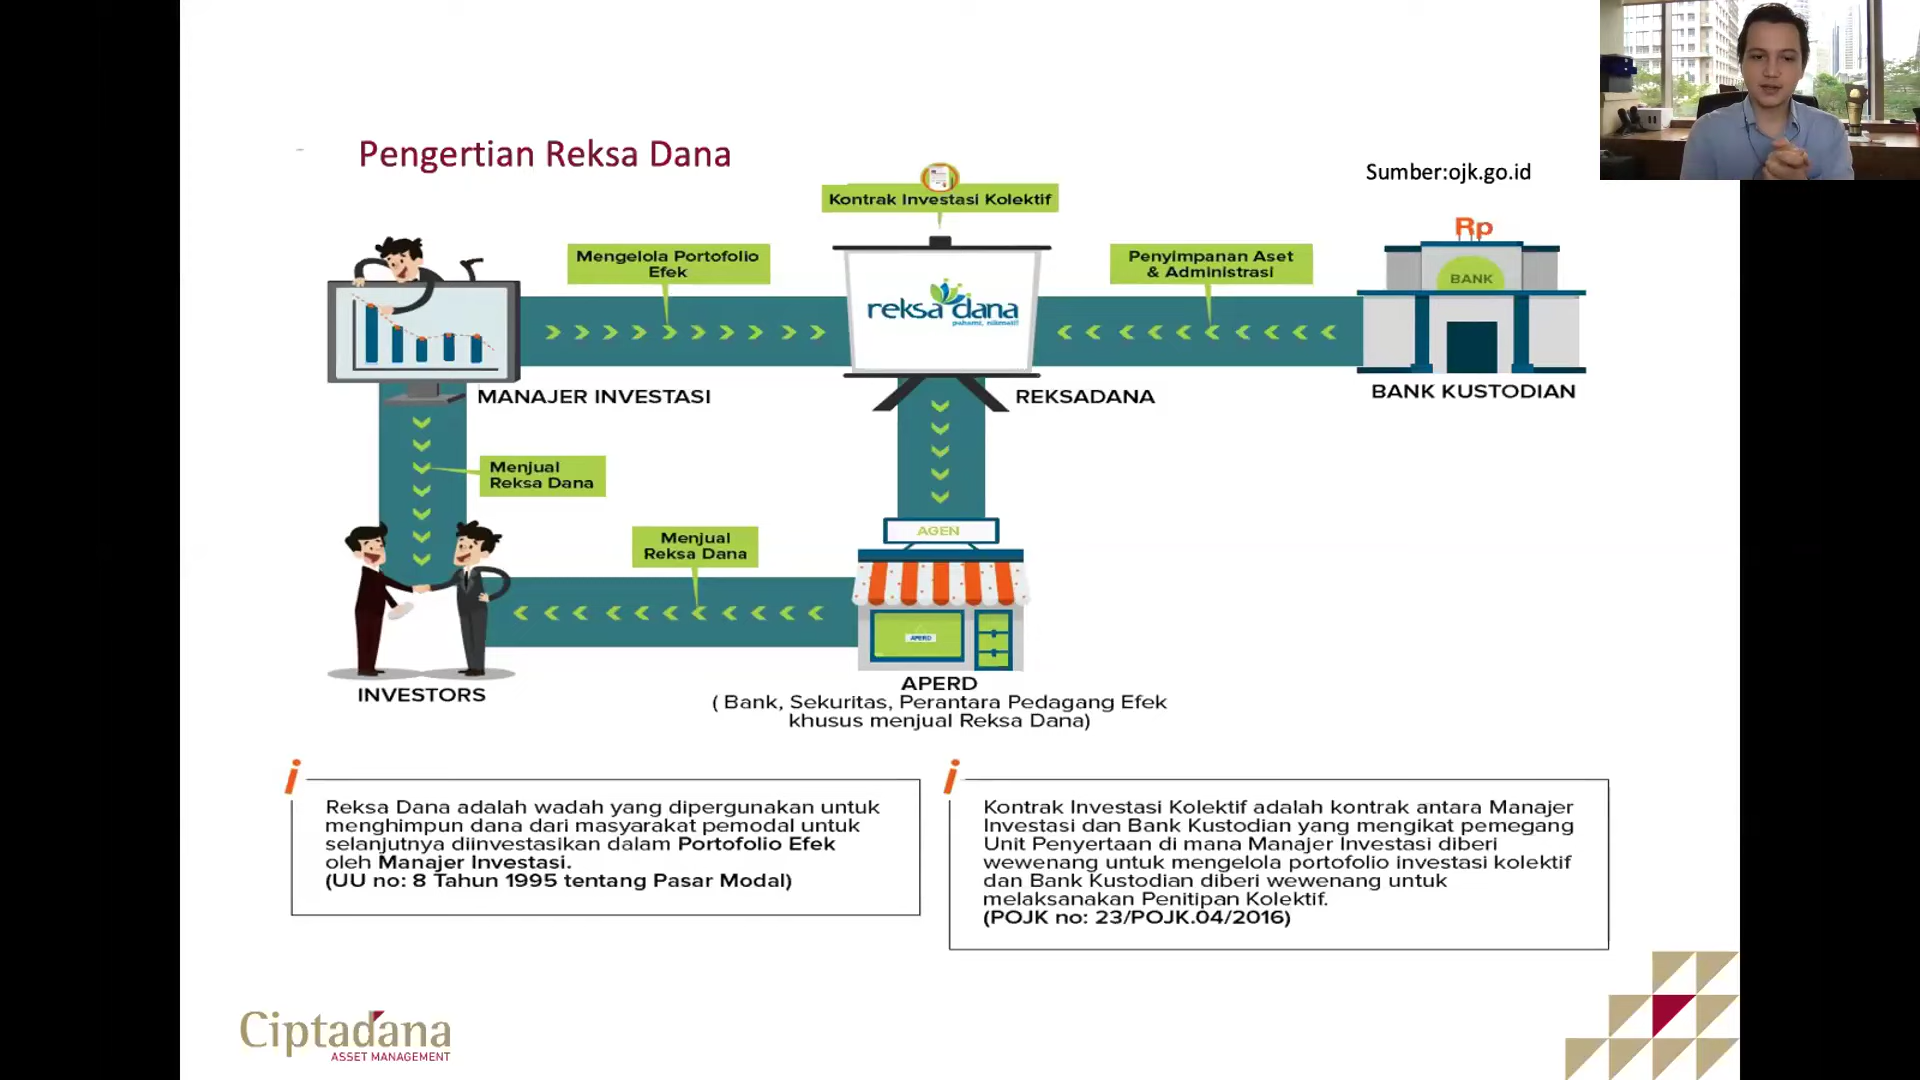 Pengertian Reksa Dana
Sumber:ojk.go.id
Kontrak Investasi Kolektif
Mengelola Portofolio
Efek
Penyimpanan Aset
& Administrasi
Rp
BANK
reksa dana
pahami, nikmati!
MANAJER INVESTASI
REKSADANA
BANK KUSTODIAN
Menjual
Reksa Dana
Menjual
Reksa Dana
AGEN
APERD
INVESTORS
APERD
( Bank, Sekuritas, Perantara Pedagang Efek
khusus menjual Reksa Dana)
i
Reksa Dana adalah wadah yang dipergunakan untuk
menghimpun dana dari masyarakat pemodal untuk
selanjutnya diinvestasikan dalam Portofolio Efek
oleh Manajer Investasi.
(UU no: 8 Tahun 1995 tentang Pasar Modal)
i
Kontrak Investasi Kolektif adalah kontrak antara Manajer
Investasi dan Bank Kustodian yang mengikat pemegang
Unit Penyertaan di mana Manajer Investasi diberi
wewenang untuk mengelola portofolio investasi kolektif
dan Bank Kustodian diberi wewenang untuk
melaksanakan Penitipan Kolektif.
(POJK no: 23/POJK.04/2016)
Ciptadana
ASSET MANAGEMENT